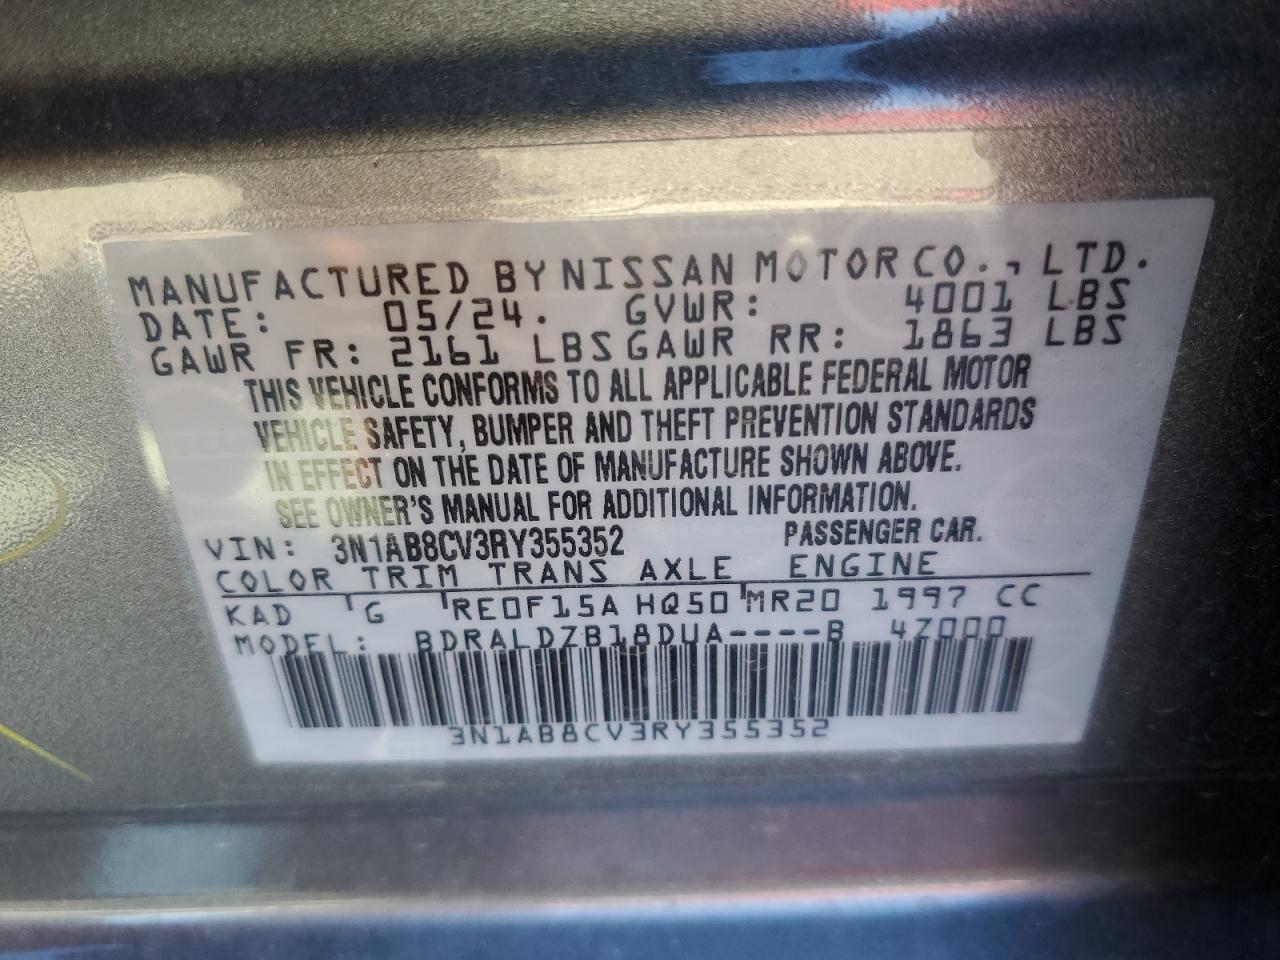 MANUFACTURED BY NISSAN MOTOR CO., LTD.
DATE: 05/24. GVWR: 4001 LBS
GAWR FR: 2161 LBS GAWR RR: 1863 LBS
THIS VEHICLE CONFORMS TO ALL APPLICABLE FEDERAL MOTOR
VEHICLE SAFETY, BUMPER AND THEFT PREVENTION STANDARDS
IN EFFECT ON THE DATE OF MANUFACTURE SHOWN ABOVE.
SEE OWNER'S MANUAL FOR ADDITIONAL INFORMATION.
VIN: 3N1AB8CV3RY355352 PASSENGER CAR.
COLOR TRIM TRANS AXLE ENGINE
KAD G RE0F15A HQ50 MR20 1997 CC
MODEL: BDRALDZB18DUA----B 4Z000
3N1AB8CV3RY355352